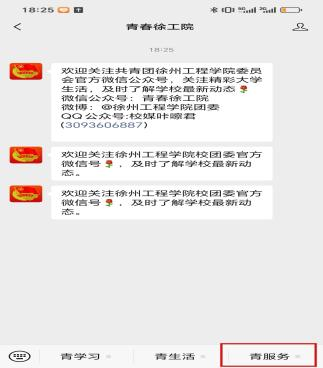 18:25
青春徐工院
18:25
欢迎关注共青团徐州工程学院委员
会官方微信公众号，关注精彩大学
生活，及时了解学校最新动态🌹
微信公众号：青春徐工院
微博：@徐州工程学院团委
QQ公众号:校媒咔嚓君
(3093606887)
欢迎关注徐州工程学院校团委官方
微信号🌹，及时了解学校最新动
态。
欢迎关注徐州工程学院校团委官方
微信号🌹，及时了解学校最新动
态。
青学习
青生活
青服务